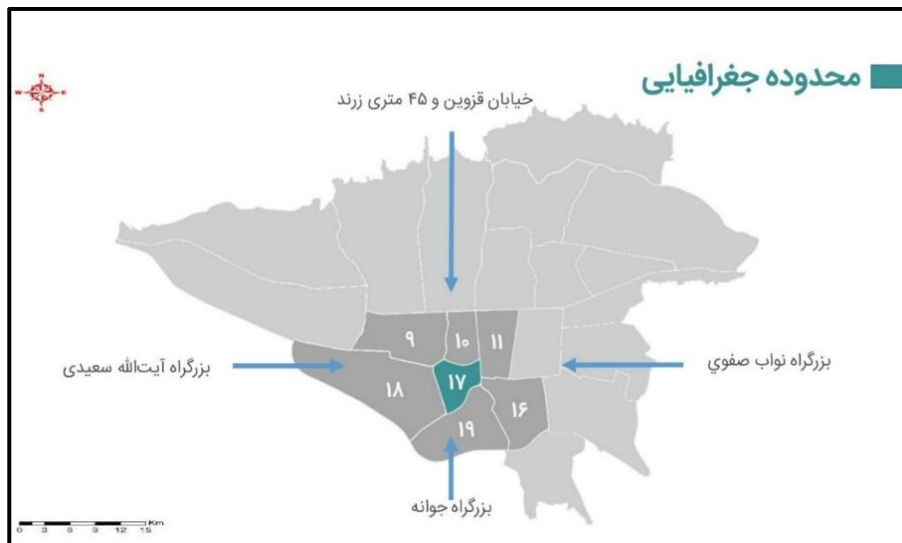 محدوده جغرافیایی
خیابان قزوین و ۴۵ متری زرند
N
W E
S
۹
۱۰
۱۱
بزرگراه آیت‌الله سعیدی
بزرگراه نواب صفوي
۱۷
۱۸
۱۶
۱۹
بزرگراه جوانه
Km
0 3 6 9 12 15